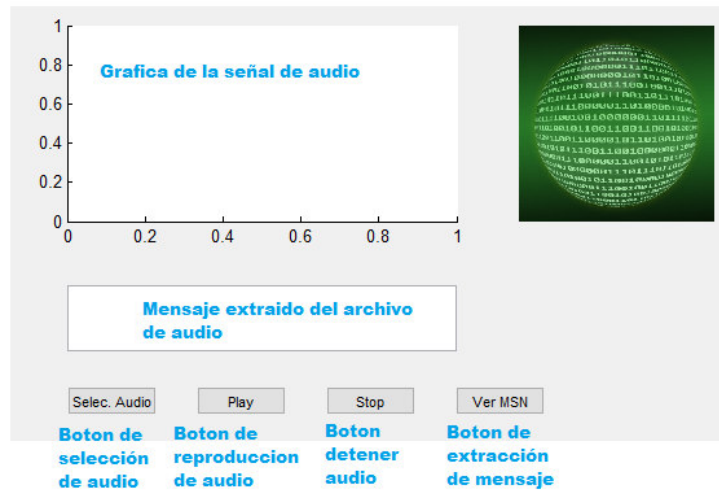 1
0.8
Grafica de la señal de audio
0.6
0.4
0.2
0
0 0.2 0.4 0.6 0.8 1
Mensaje extraido del archivo
de audio
Selec. Audio Play Stop Ver MSN
Boton de
selección
de audio
Boton de
reproduccion
de audio
Boton
detener
audio
Boton de
extracción
de mensaje